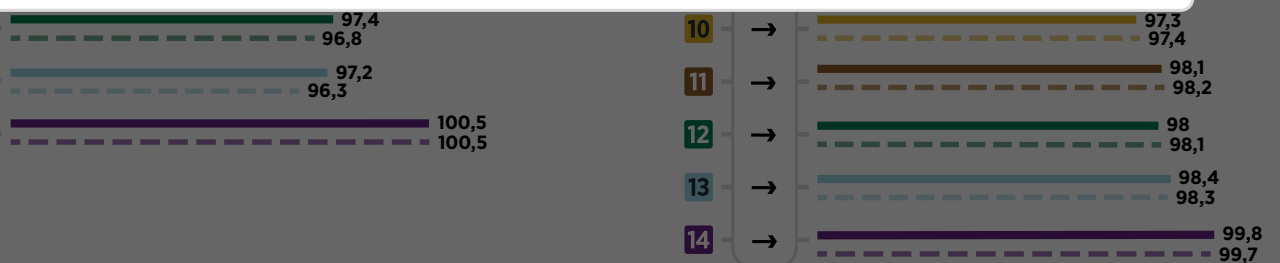 97,4
96,8
97,2
96,3
100,5
100,5
10 → 97,3
97,4
11 → 98,1
98,2
12 → 98
98,1
13 → 98,4
98,3
14 → 99,8
99,7